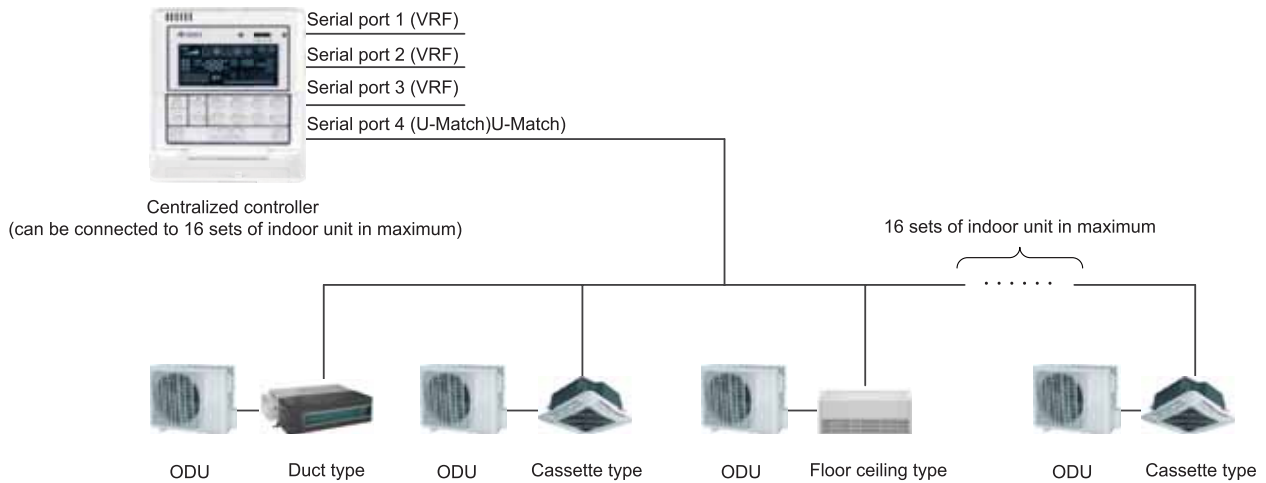 Serial port 1 (VRF)
Serial port 2 (VRF)
Serial port 3 (VRF)
Serial port 4 (U-Match)U-Match)
Centralized controller
(can be connected to 16 sets of indoor unit in maximum)
16 sets of indoor unit in maximum
ODU
Duct type
ODU
Cassette type
ODU
Floor ceiling type
ODU
Cassette type